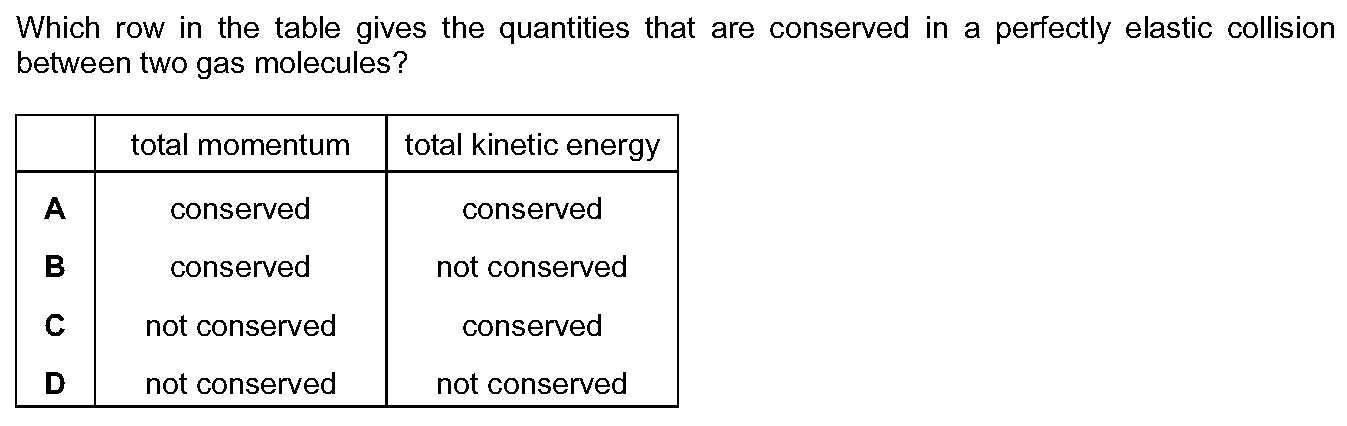 Which row in the table gives the quantities that are conserved in a perfectly elastic collision
between two gas molecules?
total momentum total kinetic energy
A conserved conserved
B conserved not conserved
C not conserved conserved
D not conserved not conserved